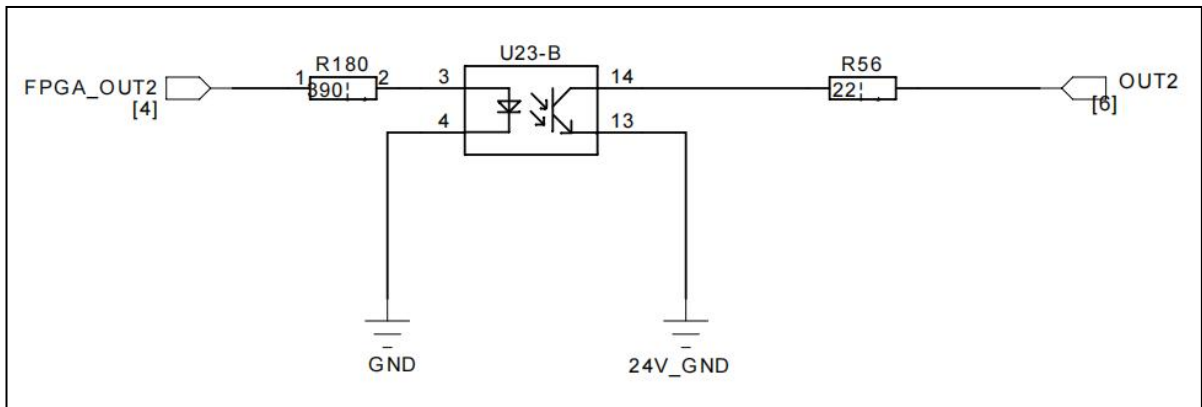 U23-B
R180
R56
FPGA_OUT2
[4]
1
390
2
3
14
22
OUT2
[6]
4
13
GND
24V_GND